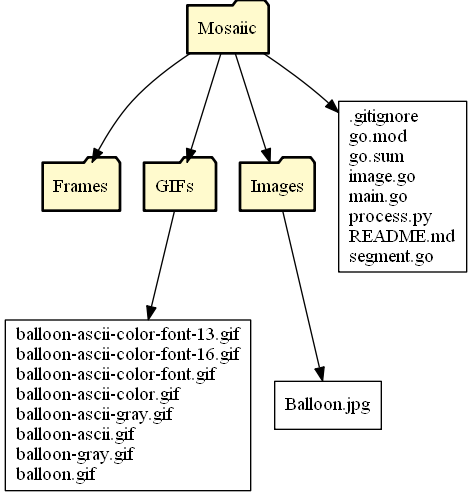 Mosaiic
.gitignore
go.mod
go.sum
image.go
main.go
process.py
README.md
segment.go
Frames
GIFs
Images
balloon-ascii-color-font-13.gif
balloon-ascii-color-font-16.gif
balloon-ascii-color-font.gif
balloon-ascii-color.gif
balloon-ascii-gray.gif
balloon-ascii.gif
balloon-gray.gif
balloon.gif
Balloon.jpg